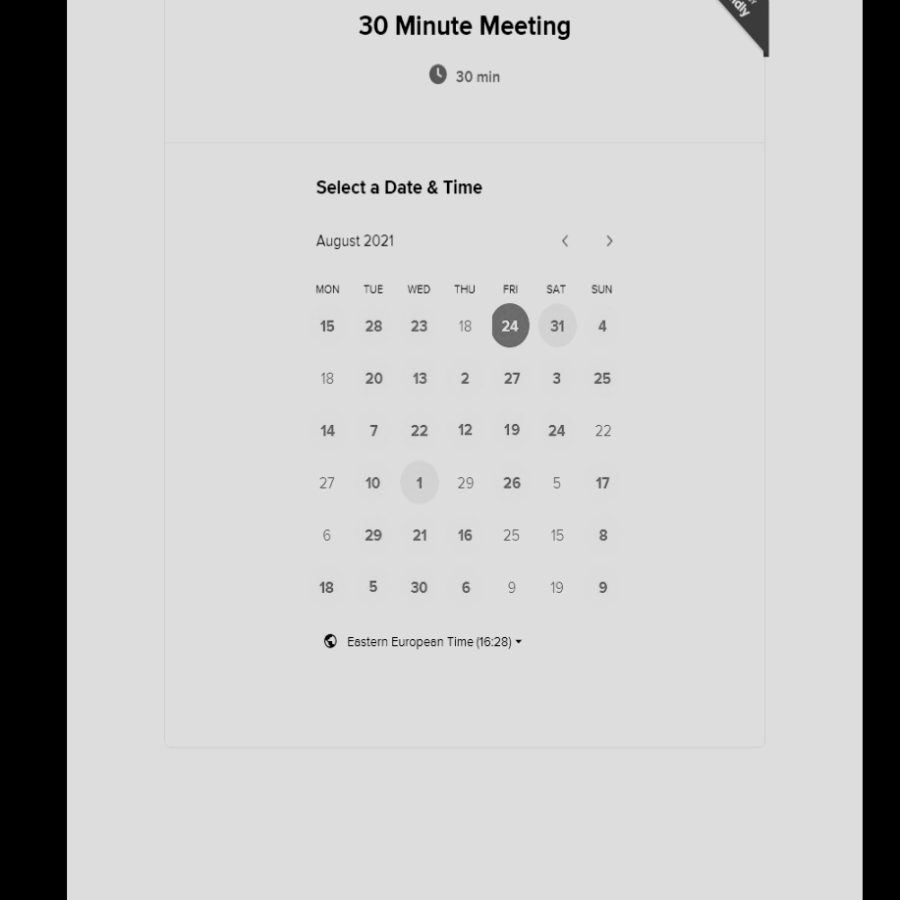 30 Minute Meeting
30 min
Select a Date & Time
August 2021
MON TUE WED THU FRI SAT SUN
15 28 23 18 24 31 4
18 20 13 2 27 3 25
14 7 22 12 19 24 22
27 10 1 29 26 5 17
6 29 21 16 25 15 8
18 5 30 6 9 19 9
Eastern European Time (16:28)